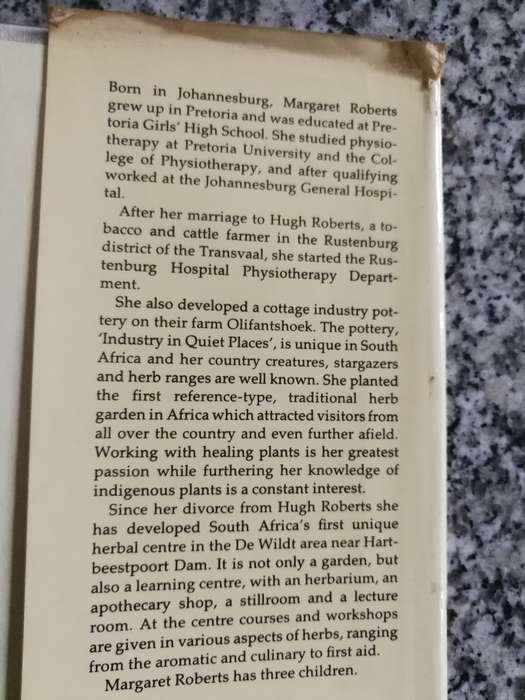 Born in Johannesburg, Margaret Roberts
grew up in Pretoria and was educated at Pre-
toria Girls' High School. She studied physio-
therapy at Pretoria University and the Col-
lege of Physiotherapy, and after qualifying
worked at the Johannesburg General Hospi-
tal.
After her marriage to Hugh Roberts, a to-
bacco and cattle farmer in the Rustenburg
district of the Transvaal, she started the Rus-
tenburg Hospital Physiotherapy Depart-
ment.
She also developed a cottage industry pot-
tery on their farm Olifantshoek. The pottery,
'Industry in Quiet Places', is unique in South
Africa and her country creatures, stargazers
and herb ranges are well known. She planted
the first reference-type, traditional herb
garden in Africa which attracted visitors from
all over the country and even further afield.
Working with healing plants is her greatest
passion while furthering her knowledge of
indigenous plants is a constant interest.
Since her divorce from Hugh Roberts she
has developed South Africa's first unique
herbal centre in the De Wildt area near Hart-
beestpoort Dam. It is not only a garden, but
also a learning centre, with an herbarium, an
apothecary shop, a stillroom and a lecture
room. At the centre courses and workshops
are given in various aspects of herbs, ranging
from the aromatic and culinary to first aid.
Margaret Roberts has three children.